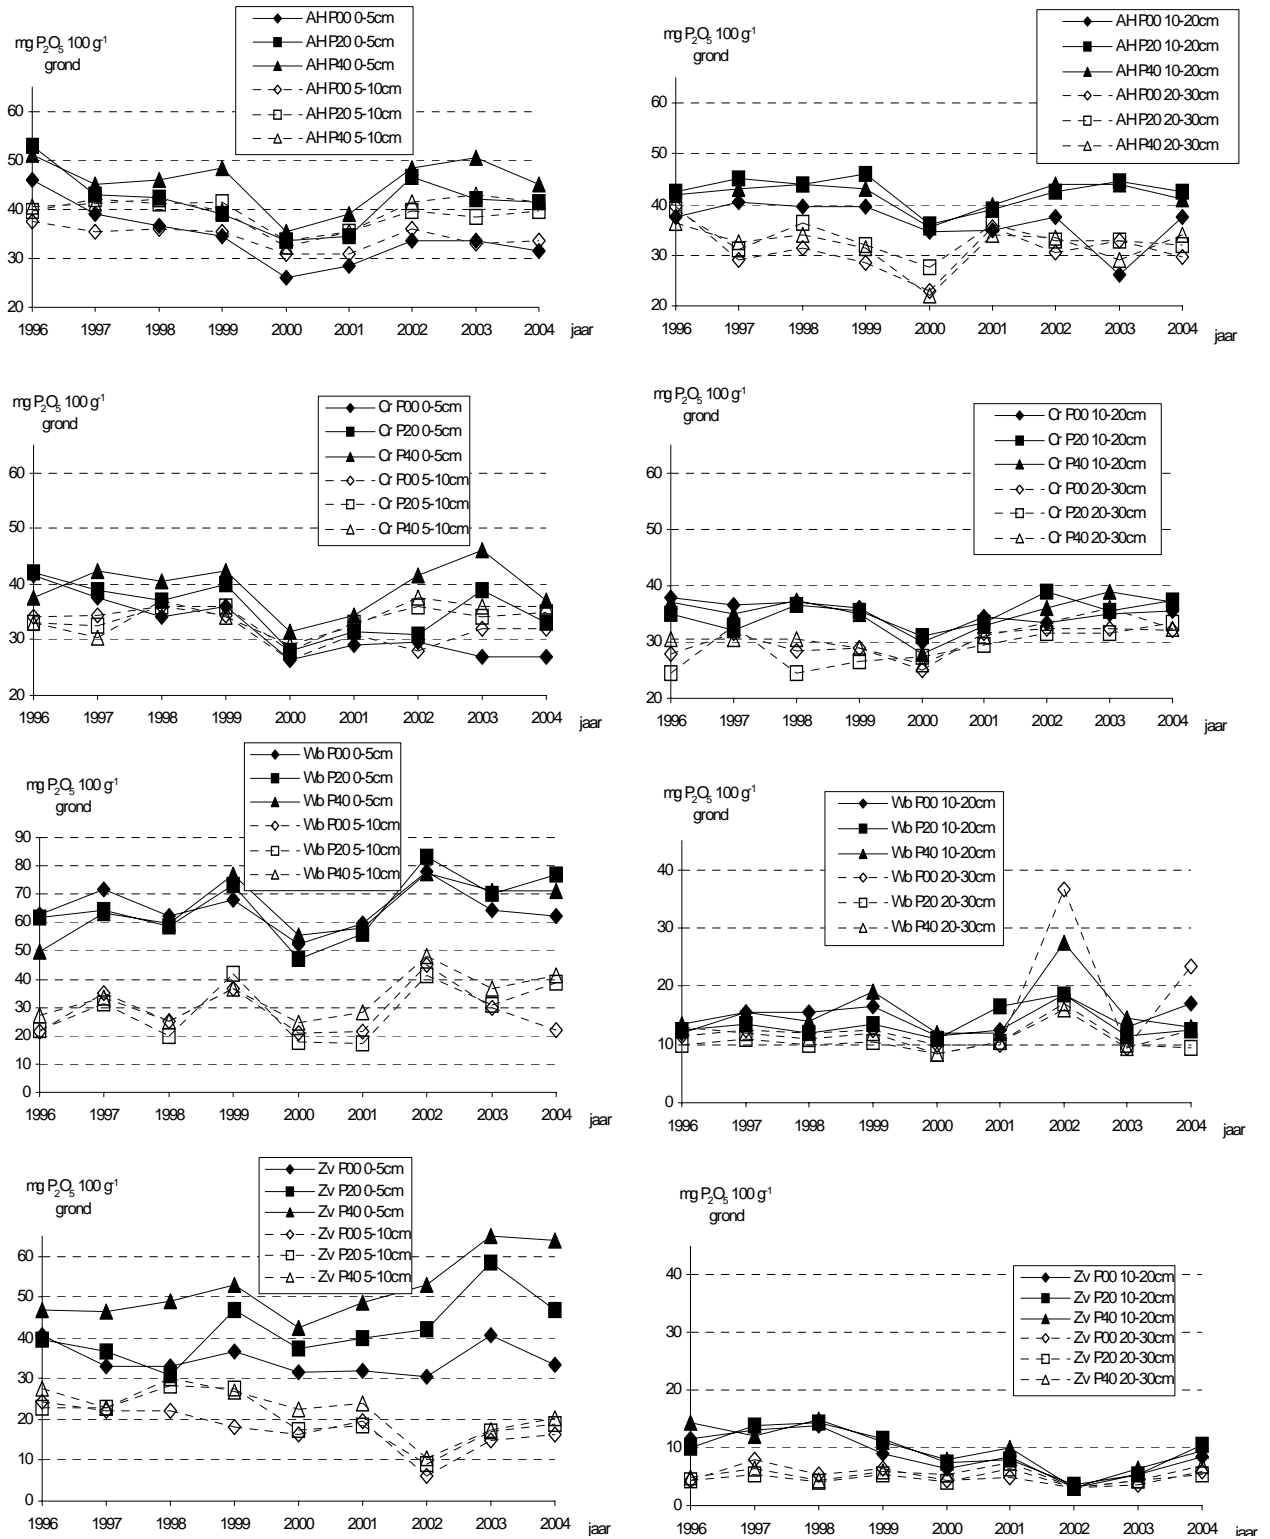 mg P₂O₅ 100 g⁻¹
grond
AHP00 0-5cm
AHP20 0-5cm
AHP40 0-5cm
AHP00 5-10cm
AHP20 5-10cm
AHP40 5-10cm
60
50
40
30
20
1996 1997 1998 1999 2000 2001 2002 2003 2004 jaar
mg P₂O₅ 100 g⁻¹
grond
AHP00 10-20cm
AHP20 10-20cm
AHP40 10-20cm
AHP00 20-30cm
AHP20 20-30cm
AHP40 20-30cm
60
50
40
30
20
1996 1997 1998 1999 2000 2001 2002 2003 2004 jaar
mg P₂O₅ 100 g⁻¹
grond
Cr P00 0-5cm
Cr P20 0-5cm
Cr P40 0-5cm
Cr P00 5-10cm
Cr P20 5-10cm
Cr P40 5-10cm
60
50
40
30
20
1996 1997 1998 1999 2000 2001 2002 2003 2004 jaar
mg P₂O₅ 100 g⁻¹
grond
Cr P00 10-20cm
Cr P20 10-20cm
Cr P40 10-20cm
Cr P00 20-30cm
Cr P20 20-30cm
Cr P40 20-30cm
60
50
40
30
20
1996 1997 1998 1999 2000 2001 2002 2003 2004 jaar
mg P₂O₅ 100 g⁻¹
grond
Wb P00 0-5cm
Wb P20 0-5cm
Wb P40 0-5cm
Wb P00 5-10cm
Wb P20 5-10cm
Wb P40 5-10cm
90
80
70
60
50
40
30
20
10
0
1996 1997 1998 1999 2000 2001 2002 2003 2004 jaar
mg P₂O₅ 100 g⁻¹
grond
Wb P00 10-20cm
Wb P20 10-20cm
Wb P40 10-20cm
Wb P00 20-30cm
Wb P20 20-30cm
Wb P40 20-30cm
40
30
20
10
0
1996 1997 1998 1999 2000 2001 2002 2003 2004 jaar
mg P₂O₅ 100 g⁻¹
grond
Zv P00 0-5cm
Zv P20 0-5cm
Zv P40 0-5cm
Zv P00 5-10cm
Zv P20 5-10cm
Zv P40 5-10cm
60
50
40
30
20
10
0
1996 1997 1998 1999 2000 2001 2002 2003 2004 jaar
mg P₂O₅ 100 g⁻¹
grond
Zv P00 10-20cm
Zv P20 10-20cm
Zv P40 10-20cm
Zv P00 20-30cm
Zv P20 20-30cm
Zv P40 20-30cm
40
30
20
10
0
1996 1997 1998 1999 2000 2001 2002 2003 2004 jaar